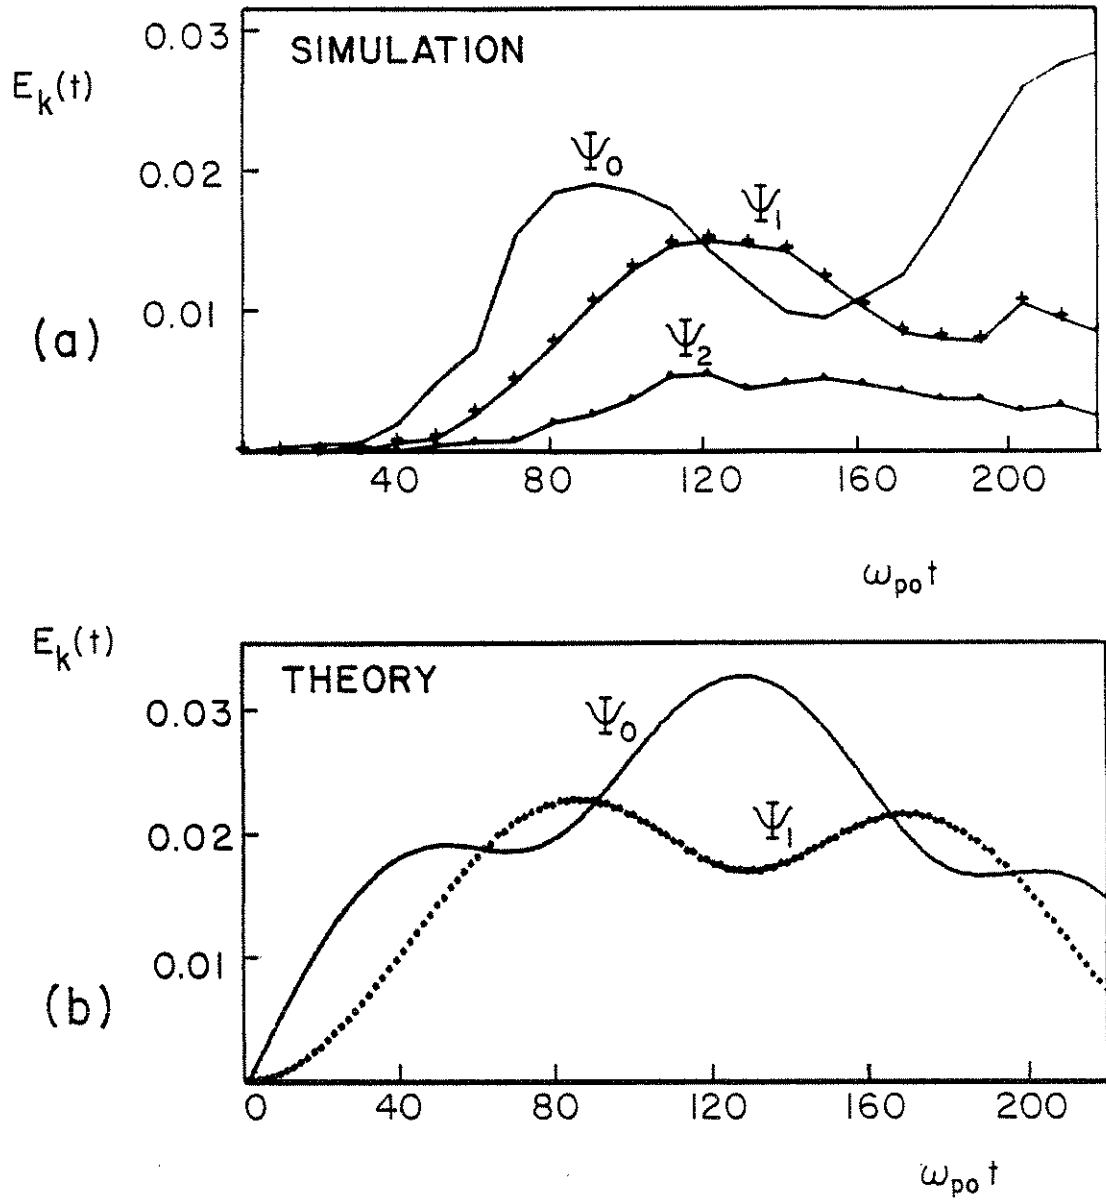 0.03
SIMULATION
E_k(t)
0.02
Ψ_0
Ψ_1
0.01
(a)
Ψ_2
40 80 120 160 200
ω_po t
E_k(t)
THEORY
0.03
Ψ_0
0.02
Ψ_1
0.01
(b)
0 40 80 120 160 200
ω_po t